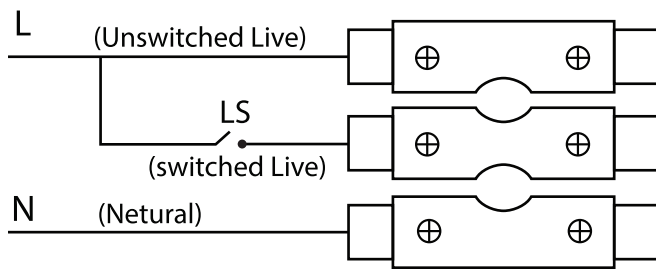 L
(Unswitched Live)
LS
(switched Live)
N
(Netural)